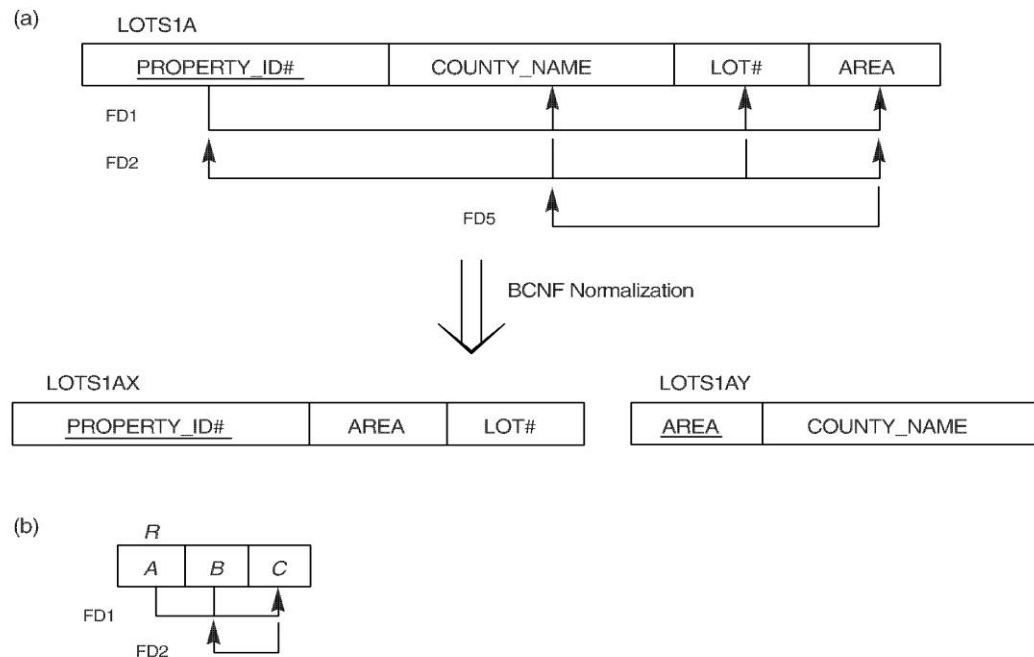 (a)
LOTS1A
PROPERTY_ID# COUNTY_NAME LOT# AREA
FD1
FD2
FD5
BCNF Normalization
LOTS1AX LOTS1AY
PROPERTY_ID# AREA LOT# AREA COUNTY_NAME
(b)
R
A B C
FD1
FD2